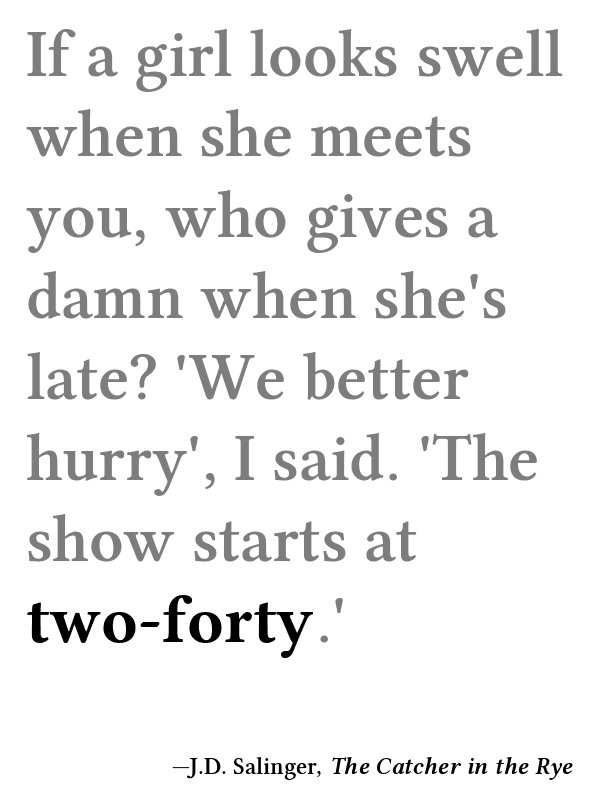 If a girl looks swell
when she meets
you, who gives a
damn when she's
late? 'We better
hurry', I said. 'The
show starts at
two-forty.'
—J.D. Salinger, The Catcher in the Rye